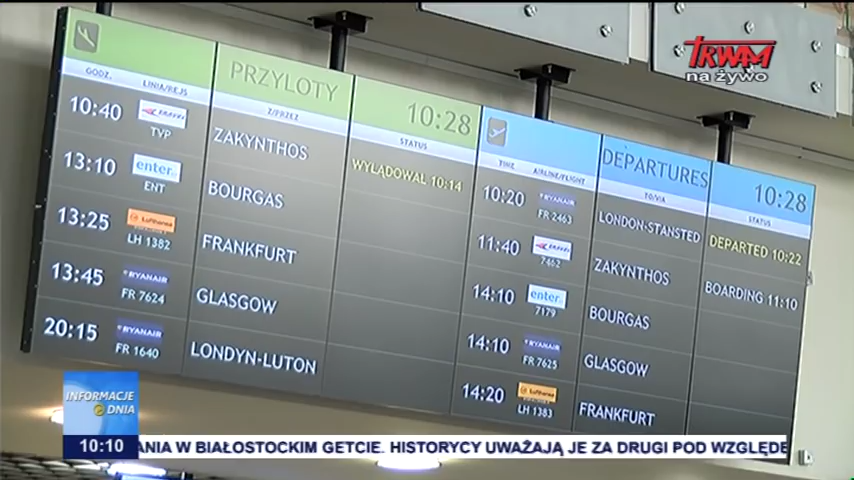 TRWAM
na żywo
PRZYLOTY 10:28
GODZ. LINIA/REJS Z/PRZEZ STATUS
10:40 TVP ZAKYNTHOS WYLĄDOWAŁ 10:14
13:10 enter ENT BOURGAS
13:25 Lufthansa LH 1382 FRANKFURT
13:45 RYANAIR FR 7624 GLASGOW
20:15 RYANAIR FR 1640 LONDYN-LUTON
DEPARTURES 10:28
TIME AIRLINE/FLIGHT TO/VIA STATUS
10:20 RYANAIR FR 2463 LONDON-STANSTED DEPARTED 10:22
11:40 7462 ZAKYNTHOS BOARDING 11:10
14:10 enter 7179 BOURGAS
14:10 RYANAIR FR 7625 GLASGOW
14:20 Lufthansa LH 1383 FRANKFURT
INFORMACJE
DNIA
10:10 ANIA W BIAŁOSTOCKIM GETCIE. HISTORYCY UWAŻAJĄ JE ZA DRUGI POD WZGLĘDE